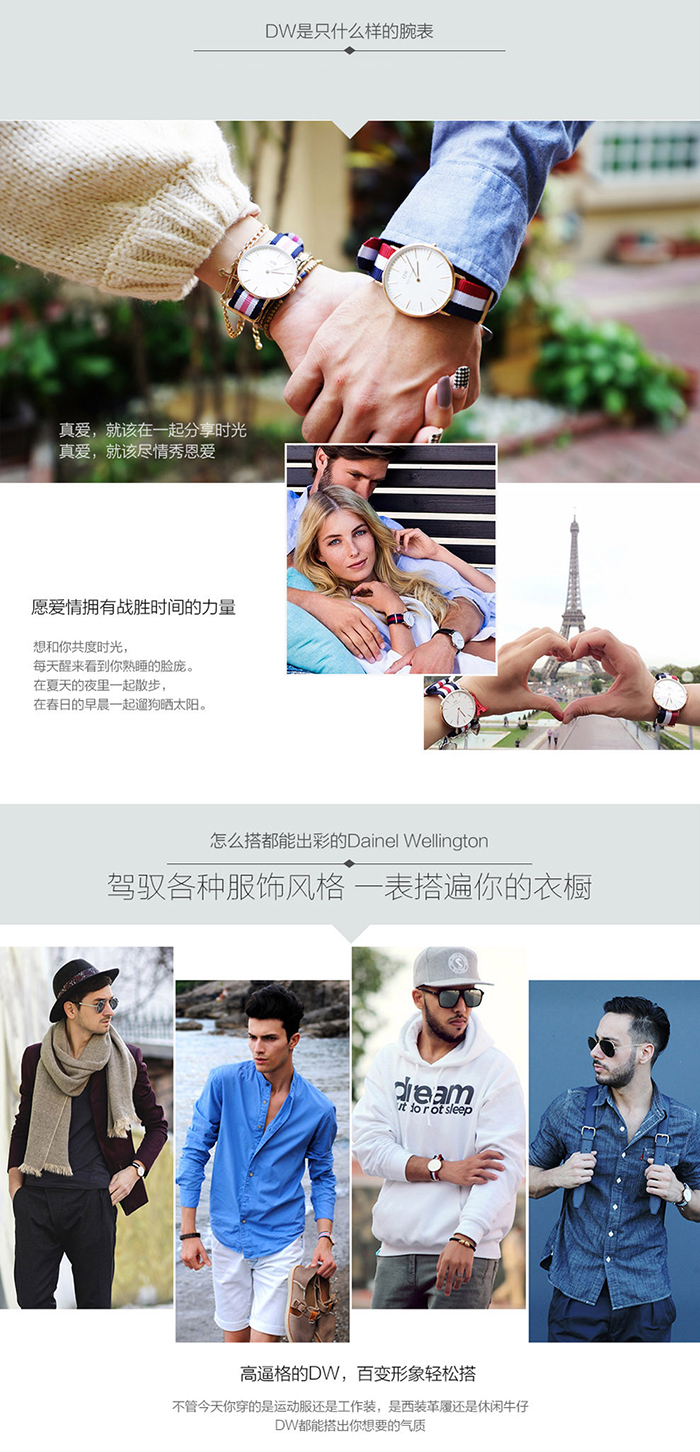 DW是只什么样的腕表
真爱，就该在一起分享时光
真爱，就该尽情秀恩爱
愿爱情拥有战胜时间的力量
想和你共度时光，
每天醒来看到你熟睡的脸庞。
在夏天的夜里一起散步，
在春日的早晨一起遛狗晒太阳。
怎么搭都能出彩的Dainel Wellington
驾驭各种服饰风格 一表搭遍你的衣橱
dream
but do not sleep
高逼格的DW，百变形象轻松搭
不管今天你穿的是运动服还是工作装，是西装革履还是休闲牛仔
DW都能搭出你想要的气质